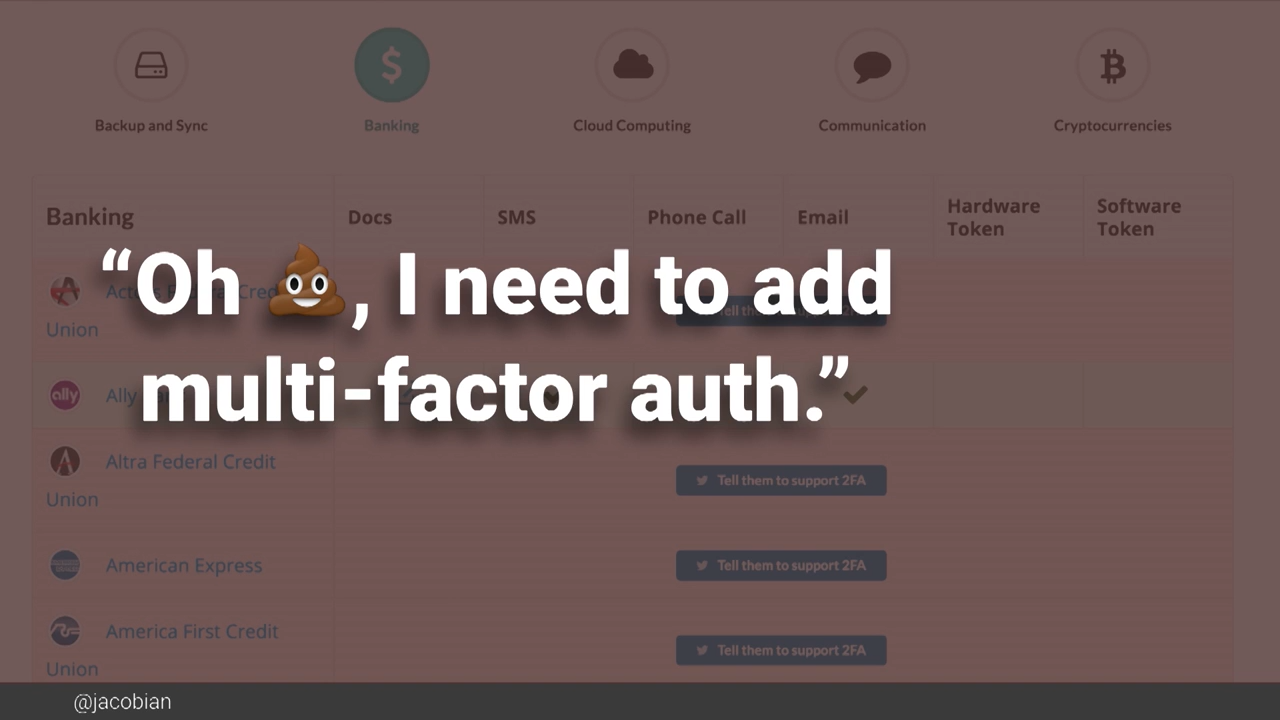 Backup and Sync
Banking
Cloud Computing
Communication
Cryptocurrencies
Banking
Docs
SMS
Phone Call
Email
Hardware
Token
Software
Token
“Oh 💩, I need to add
multi-factor auth.”
Union
ally
Ally
Altra Federal Credit
Union
Tell them to support 2FA
American Express
Tell them to support 2FA
America First Credit
Union
Tell them to support 2FA
@jacobian